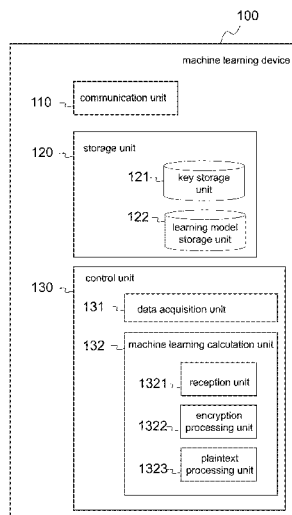 100
machine learning device
110
communication unit
120
storage unit
121
key storage
unit
122
learning model
storage unit
130
control unit
131
data acquisition unit
132
machine learning calculation unit
1321
reception unit
1322
encryption
processing unit
1323
plaintext
processing unit